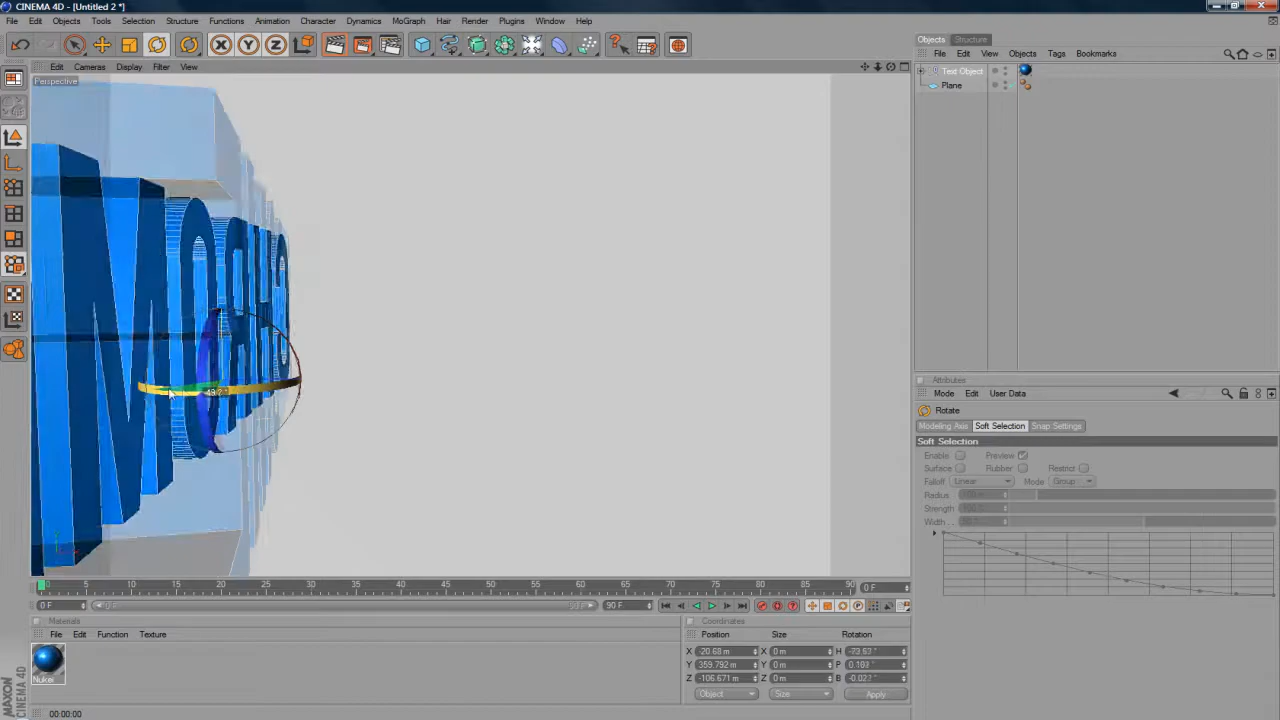 CINEMA 4D - [Untitled 2 *]
File Edit Objects Tools Selection Structure Functions Animation Character Dynamics MoGraph Hair Render Plugins Window Help
Edit Cameras Display Filter View
Perspective
Objects Structure
File Edit View Objects Tags Bookmarks
Text Object
Plane
Attributes
Mode Edit User Data
Rotate
Modeling Axis Soft Selection Snap Settings
Soft Selection
Enable Preview
Surface Rubber Restrict
Falloff Linear Mode Group
Radius
Strength
Width
0 5 10 15 20 25 30 35 40 45 50 55 60 65 70 75 80 85 90 0 F
0 F 90 F
Materials
File Edit Function Texture
Nukei
Coordinates
Position Size Rotation
X -20.68 m X 0 m H
Y 359.792 m Y 0 m P
Z -106.671 m Z 0 m B
Object Size Apply
MAXON CINEMA 4D
00:00:00